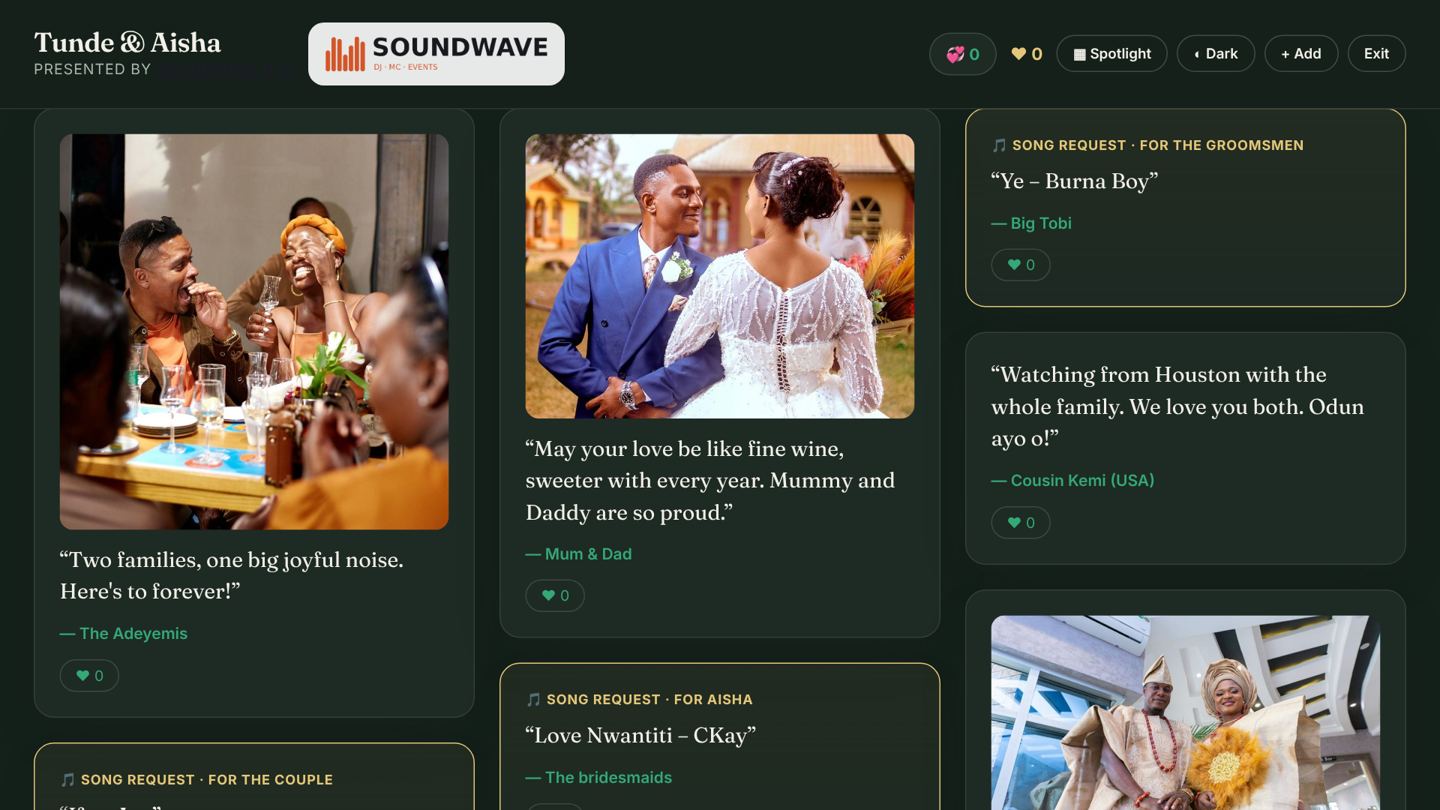 Tunde & Aisha
PRESENTED BY
SOUNDWAVE
DJ · MC · EVENTS
💞 0
♥ 0
▦ Spotlight
Dark
+ Add
Exit
“Two families, one big joyful noise.
Here's to forever!”
— The Adeyemis
♥ 0
🎵 SONG REQUEST · FOR THE COUPLE
“May your love be like fine wine,
sweeter with every year. Mummy and
Daddy are so proud.”
— Mum & Dad
♥ 0
🎵 SONG REQUEST · FOR AISHA
“Love Nwantiti – CKay”
— The bridesmaids
🎵 SONG REQUEST · FOR THE GROOMSMEN
“Ye – Burna Boy”
— Big Tobi
♥ 0
“Watching from Houston with the
whole family. We love you both. Odun
ayo o!”
— Cousin Kemi (USA)
♥ 0